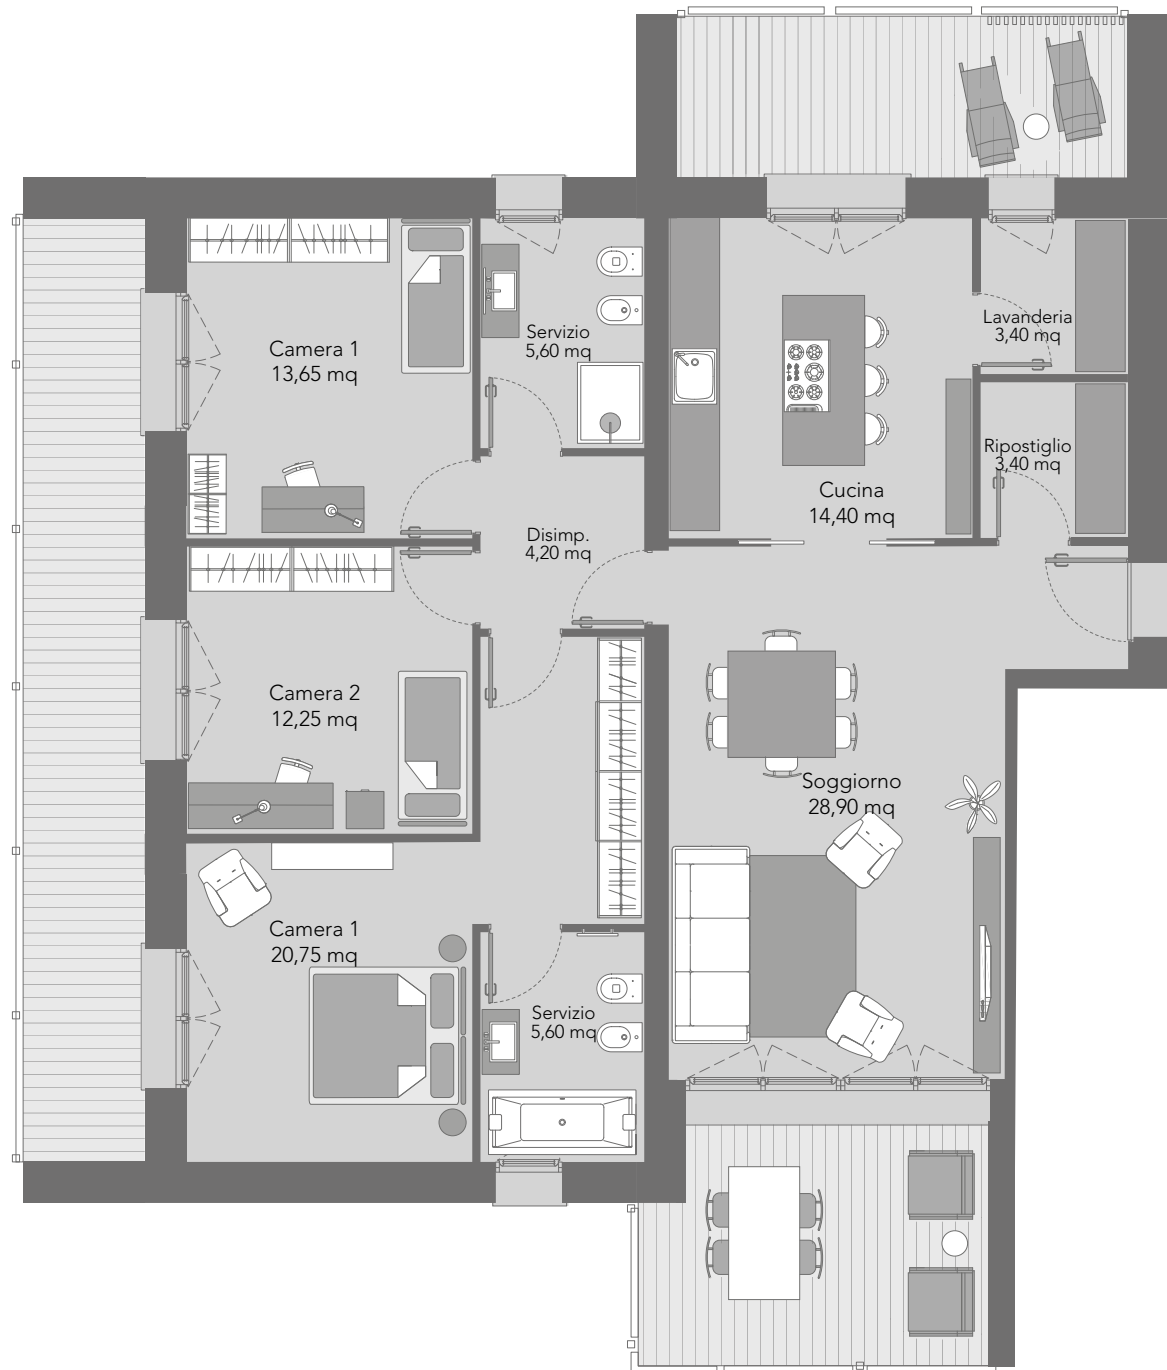 Servizio
5,60 mq
Lavanderia
3,40 mq
Camera 1
13,65 mq
Ripostiglio
3,40 mq
Cucina
14,40 mq
Disimp.
4,20 mq
Camera 2
12,25 mq
Soggiorno
28,90 mq
Camera 1
20,75 mq
Servizio
5,60 mq